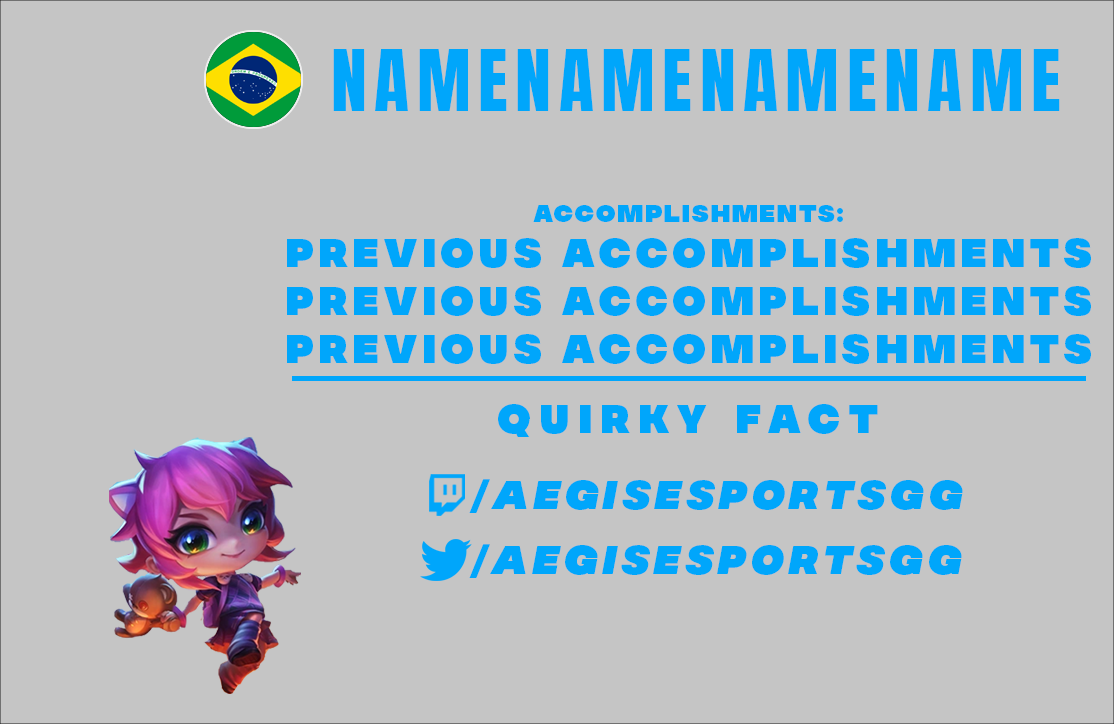 NAMENAMENAMENAME
ACCOMPLISHMENTS:
PREVIOUS ACCOMPLISHMENTS
PREVIOUS ACCOMPLISHMENTS
PREVIOUS ACCOMPLISHMENTS
QUIRKY FACT
/AEGISESPORTSGG
/AEGISESPORTSGG